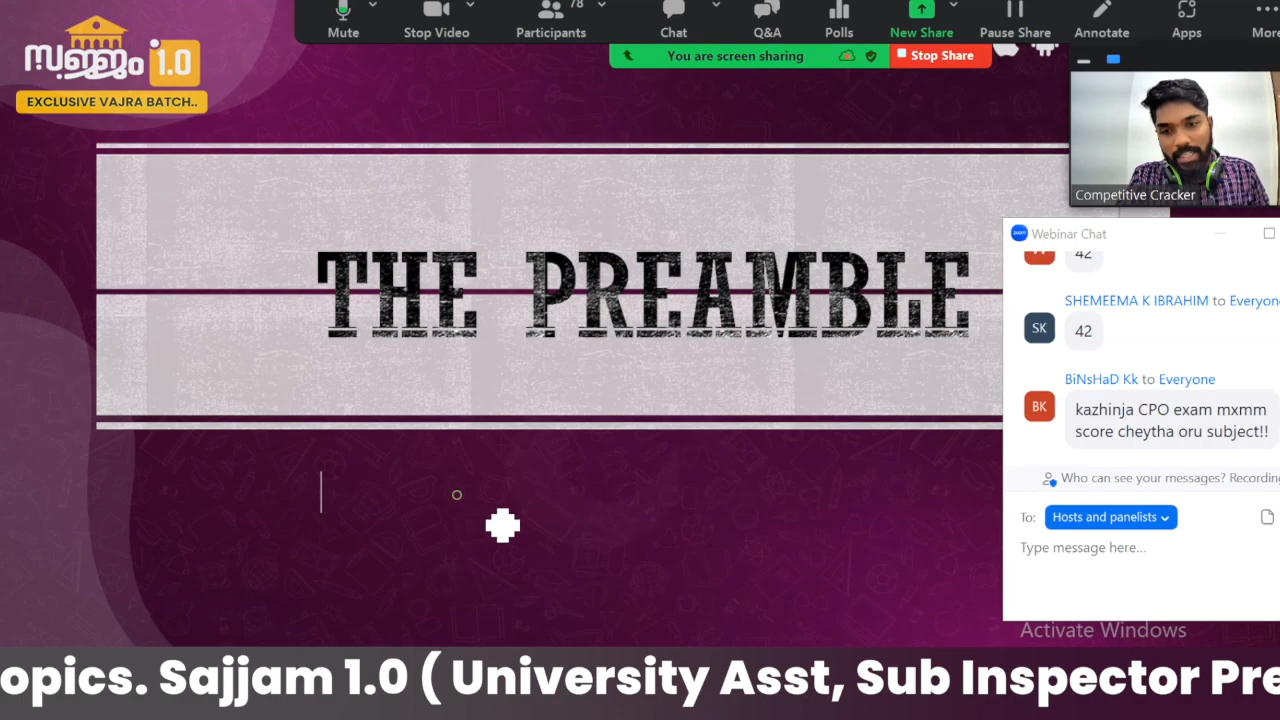 സജ്ജം 1.0
EXCLUSIVE VAJRA BATCH..
Mute
Stop Video
78
Participants
Chat
Q&A
Polls
New Share
Pause Share
Annotate
Apps
More
You are screen sharing
Stop Share
Competitive Cracker
THE PREAMBLE
zoom
Webinar Chat
42
SHEMEEMA K IBRAHIM to Everyon
SK
42
BiNsHaD Kk to Everyone
BK
kazhinja CPO exam mxmm
score cheytha oru subject!!
Who can see your messages? Recording
To: Hosts and panelists
Type message here...
Activate Windows
opics. Sajjam 1.0 ( University Asst, Sub Inspector Pre